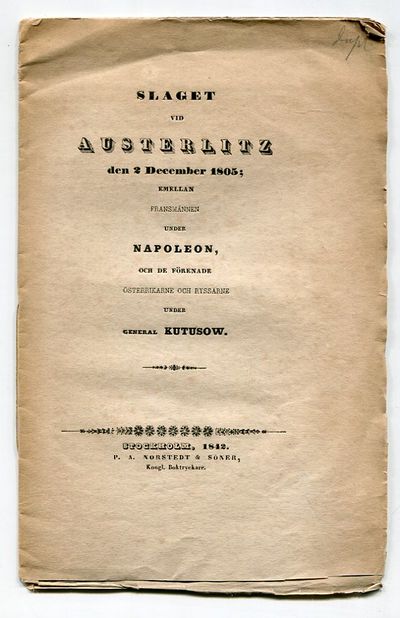 Dupl
SLAGET
VID
AUSTERLITZ
den 2 December 1805;
EMELLAN
FRANSMÄNNEN
UNDER
NAPOLEON,
OCH DE FÖRENADE
ÖSTERRIKARNE OCH RYSSARNE
UNDER
GENERAL KUTUSOW.
STOCKHOLM, 1842.
P. A. NORSTEDT & SÖNER,
Kongl. Boktryckare.